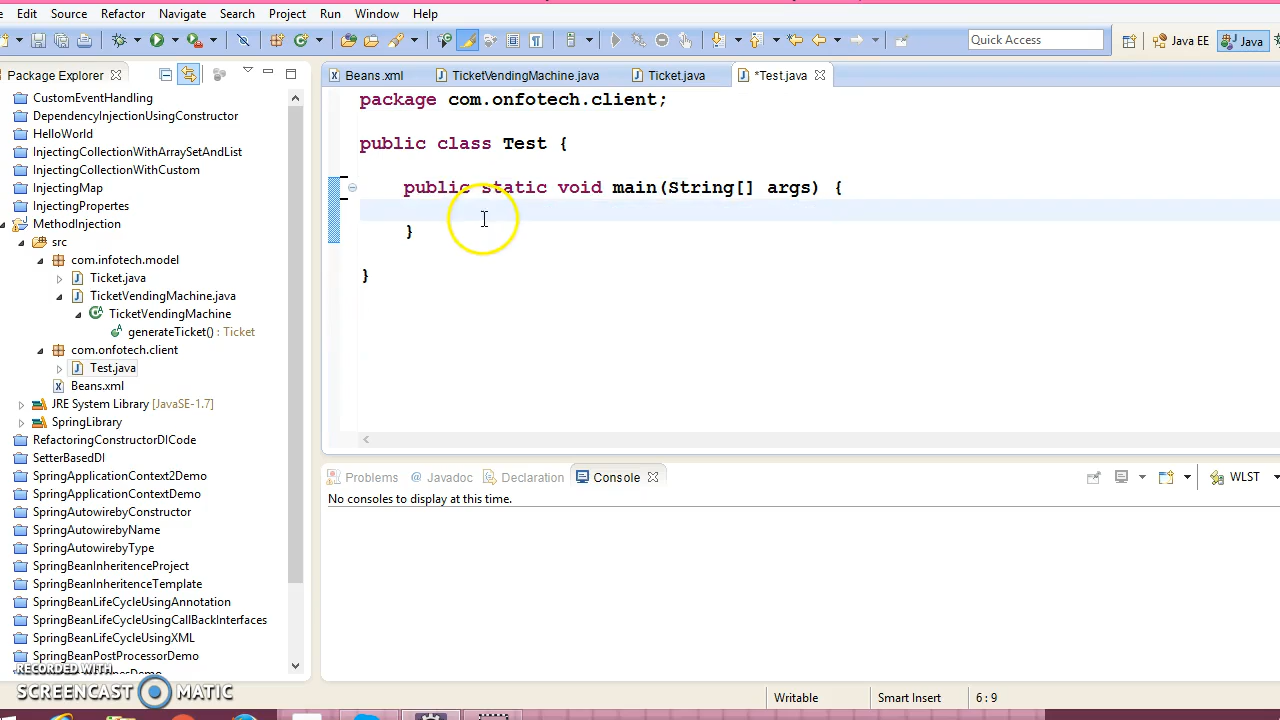 Edit Source Refactor Navigate Search Project Run Window Help
Quick Access
Java EE
Java
Package Explorer
Beans.xml
TicketVendingMachine.java
Ticket.java
*Test.java
CustomEventHandling
DependencyInjectionUsingConstructor
HelloWorld
InjectingCollectionWithArraySetAndList
InjectingCollectionWithCustom
InjectingMap
InjectingPropertes
MethodInjection
src
com.infotech.model
Ticket.java
TicketVendingMachine.java
TicketVendingMachine
generateTicket() : Ticket
com.onfotech.client
Test.java
Beans.xml
JRE System Library [JavaSE-1.7]
SpringLibrary
RefactoringConstructorDICode
SetterBasedDI
SpringApplicationContext2Demo
SpringApplicationContextDemo
SpringAutowirebyConstructor
SpringAutowirebyName
SpringAutowirebyType
SpringBeanInheritenceProject
SpringBeanInheritenceTemplate
SpringBeanLifeCycleUsingAnnotation
SpringBeanLifeCycleUsingCallBackInterfaces
SpringBeanLifeCycleUsingXML
SpringBeanPostProcessorDemo
package com.onfotech.client;
public class Test {
public static void main(String[] args) {
}
}
Problems
@ Javadoc
Declaration
Console
WLST
No consoles to display at this time.
RECORDED WITH
SCREENCAST MATIC
Writable
Smart Insert
6 : 9